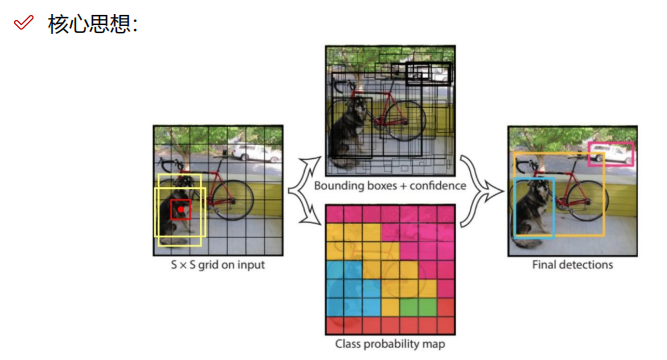 核心思想：
Bounding boxes + confidence
S × S grid on input
Final detections
Class probability map